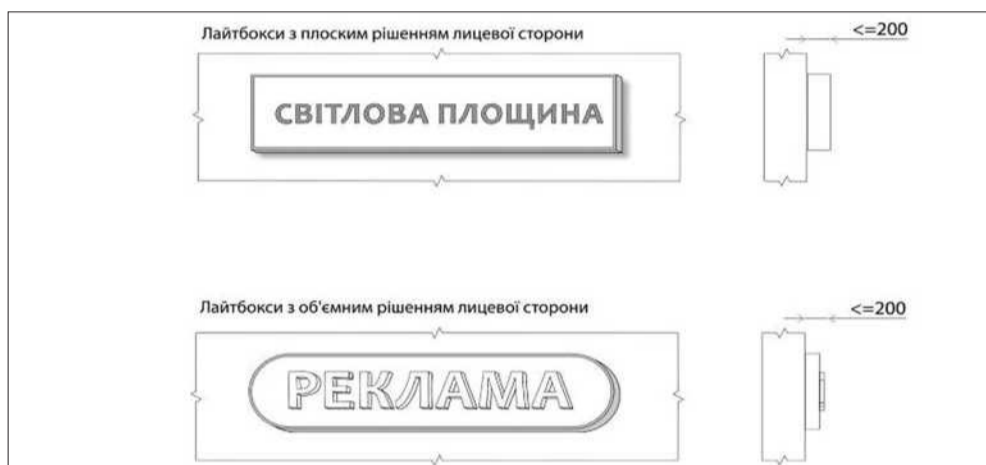 Лайтбокси з плоским рішенням лицевої сторони
<=200
СВІТЛОВА ПЛОЩИНА
Лайтбокси з об'ємним рішенням лицевої сторони
<=200
РЕКЛАМА